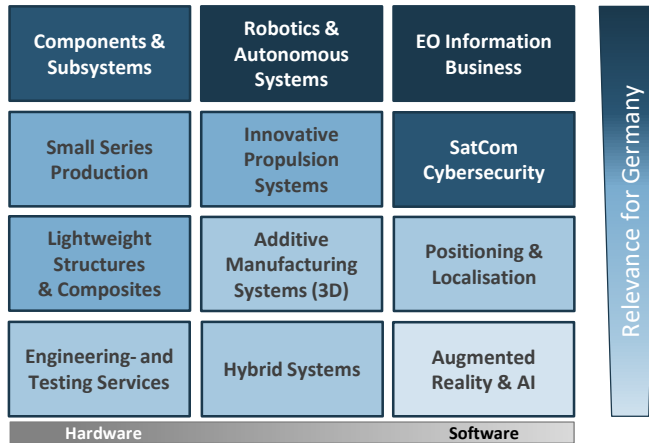 Components &
Subsystems
Robotics &
Autonomous
Systems
EO Information
Business
Small Series
Production
Innovative
Propulsion
Systems
SatCom
Cybersecurity
Lightweight
Structures
& Composites
Additive
Manufacturing
Systems (3D)
Positioning &
Localisation
Engineering- and
Testing Services
Hybrid Systems
Augmented
Reality & AI
Hardware
Software
Relevance for Germany